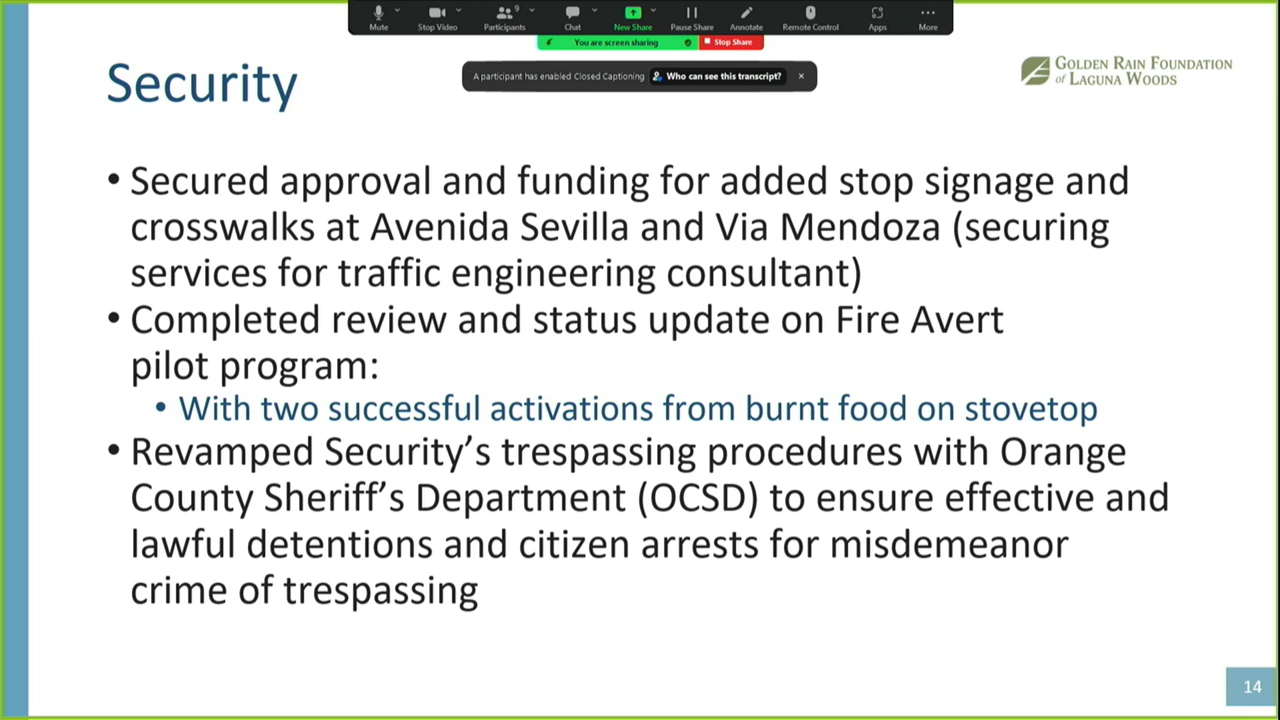 Mute
Stop Video
9
Participants
Chat
New Share
Pause Share
Annotate
Remote Control
Apps
More
You are screen sharing
Stop Share
A participant has enabled Closed Captioning
Who can see this transcript?
×
Security
GOLDEN RAIN FOUNDATION
of LAGUNA WOODS
• Secured approval and funding for added stop signage and
crosswalks at Avenida Sevilla and Via Mendoza (securing
services for traffic engineering consultant)
• Completed review and status update on Fire Avert
pilot program:
• With two successful activations from burnt food on stovetop
• Revamped Security’s trespassing procedures with Orange
County Sheriff’s Department (OCSD) to ensure effective and
lawful detentions and citizen arrests for misdemeanor
crime of trespassing
14